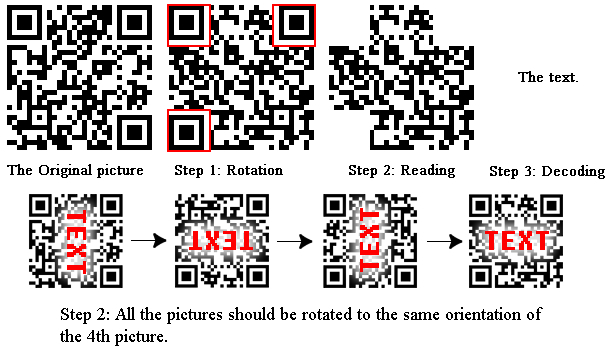 The text.
The Original picture
Step 1: Rotation
Step 2: Reading
Step 3: Decoding
TEXT
TEXT
TEXT
TEXT
Step 2: All the pictures should be rotated to the same orientation of
the 4th picture.